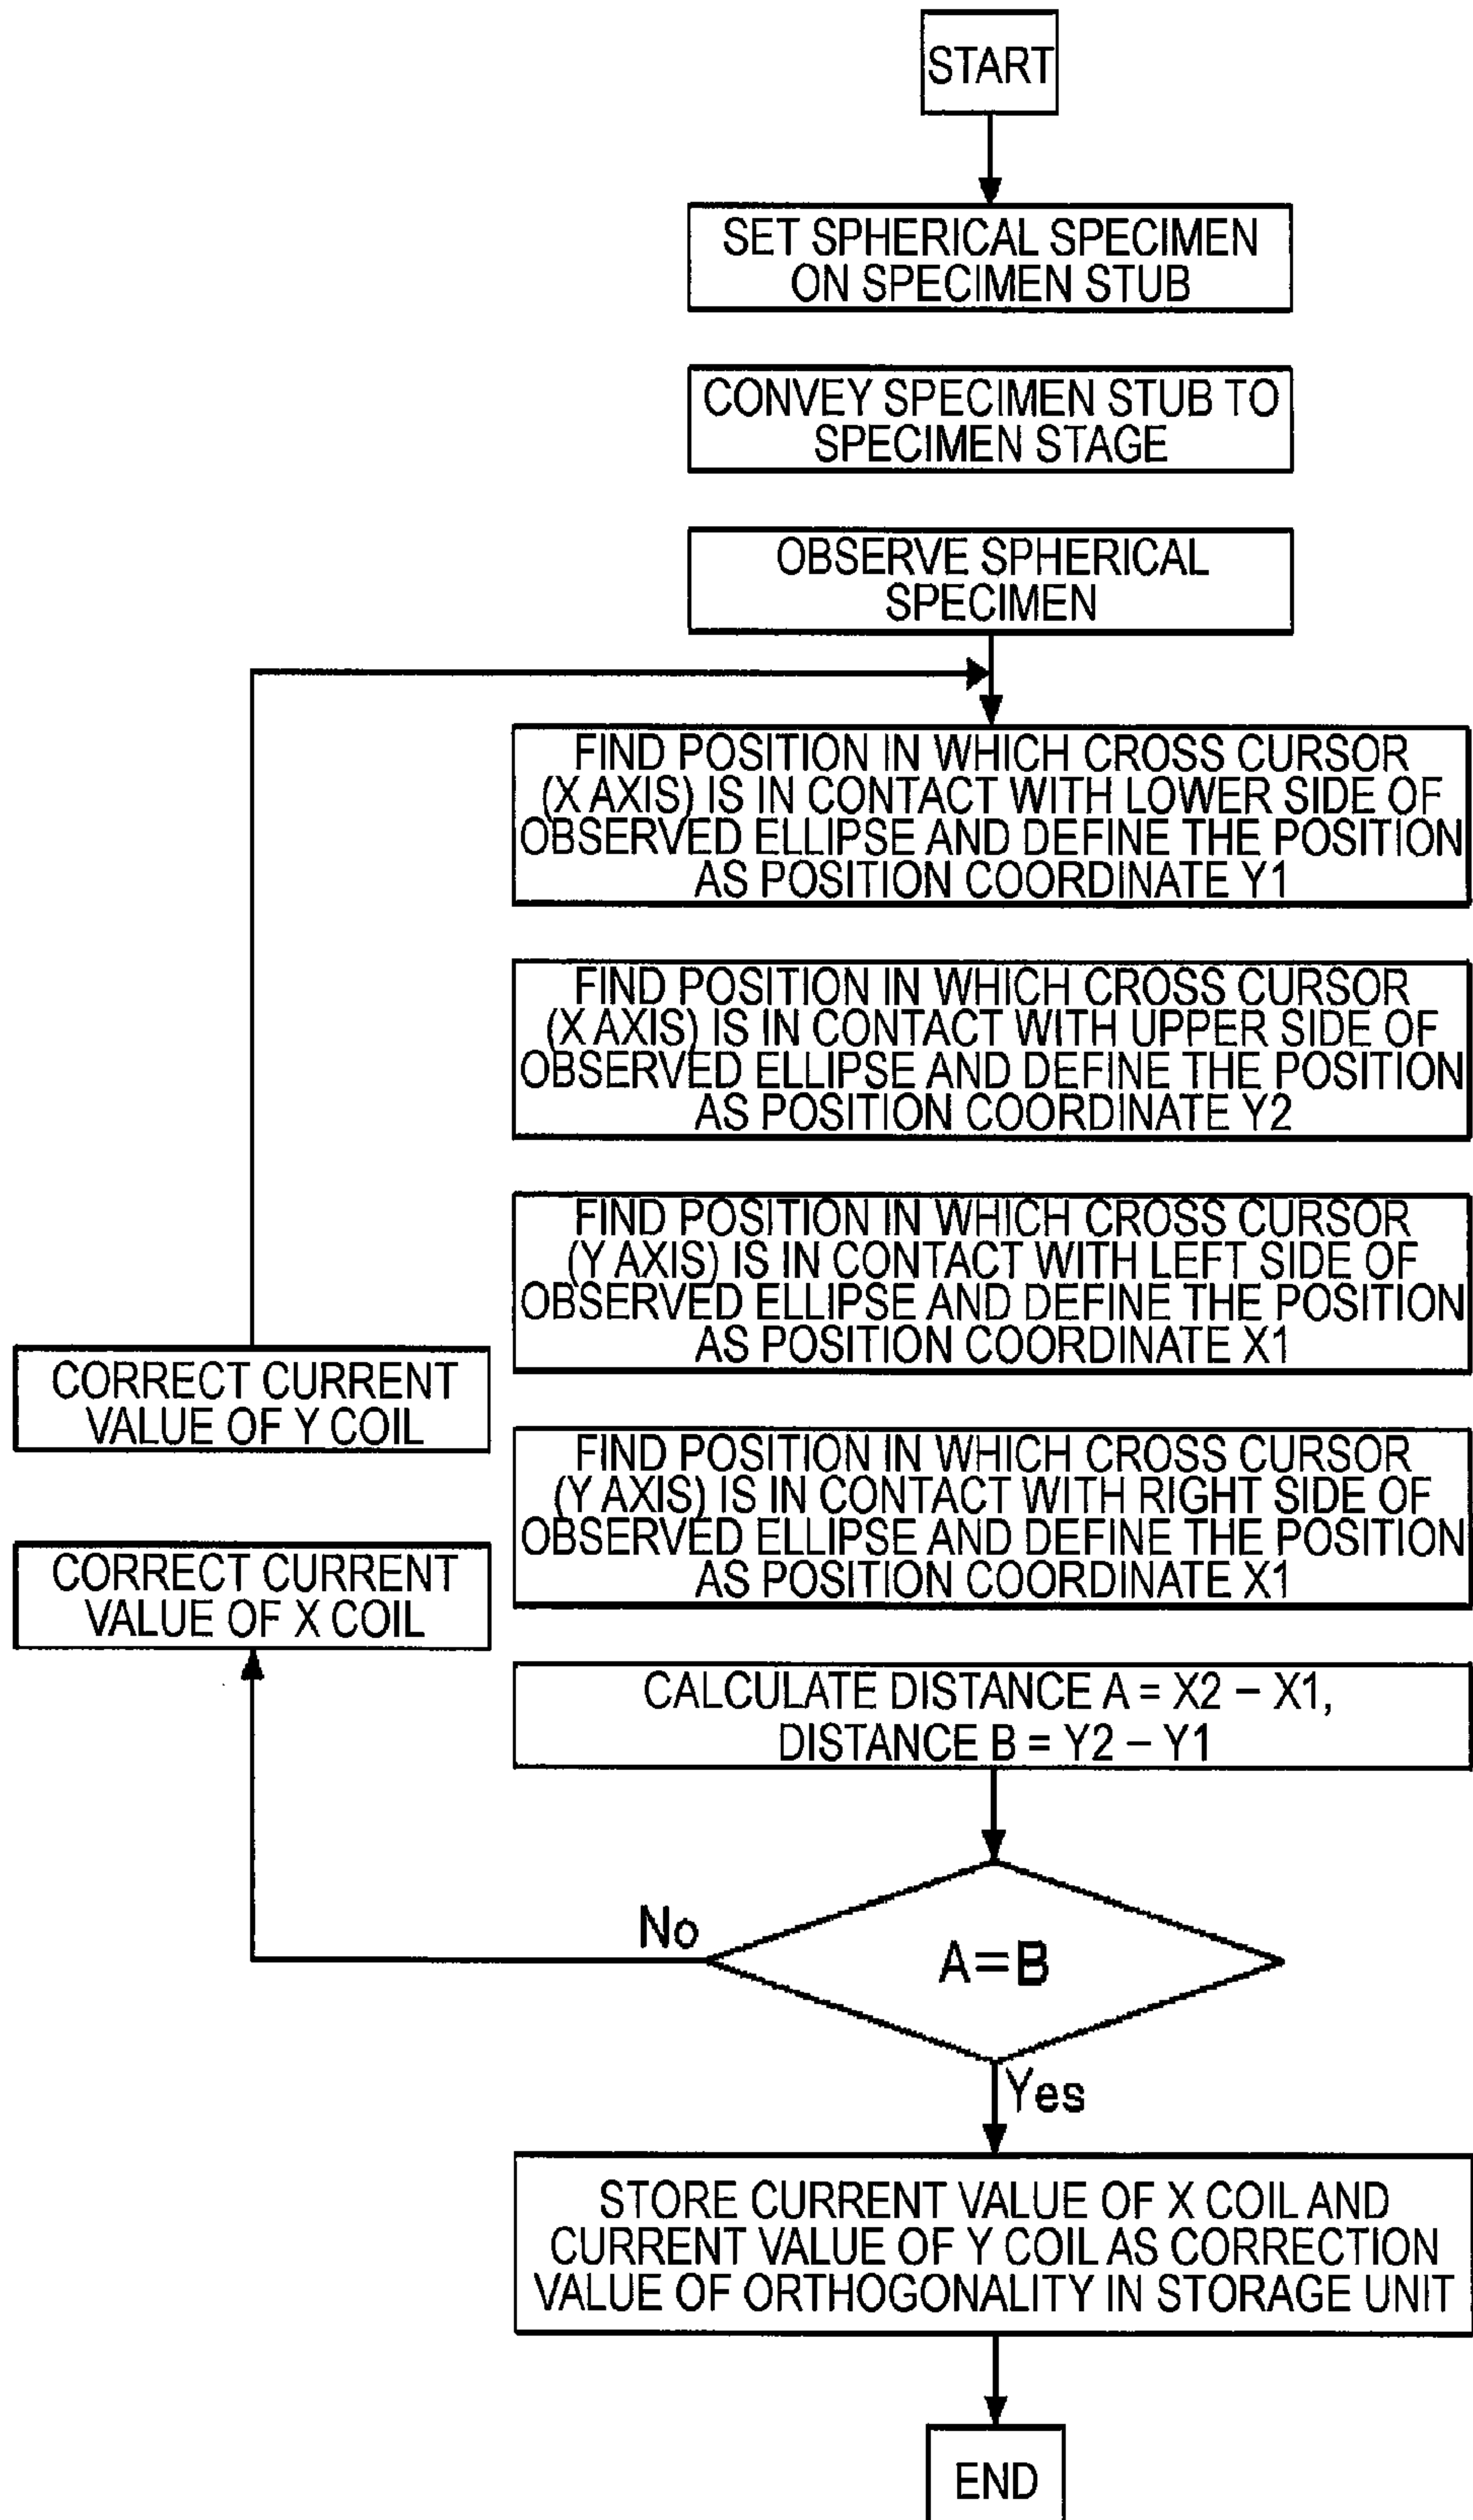 START
SET SPHERICAL SPECIMEN
ON SPECIMEN STUB
CONVEY SPECIMEN STUB TO
SPECIMEN STAGE
OBSERVE SPHERICAL
SPECIMEN
FIND POSITION IN WHICH CROSS CURSOR
(X AXIS) IS IN CONTACT WITH LOWER SIDE OF
OBSERVED ELLIPSE AND DEFINE THE POSITION
AS POSITION COORDINATE Y1
FIND POSITION IN WHICH CROSS CURSOR
(X AXIS) IS IN CONTACT WITH UPPER SIDE OF
OBSERVED ELLIPSE AND DEFINE THE POSITION
AS POSITION COORDINATE Y2
FIND POSITION IN WHICH CROSS CURSOR
(Y AXIS) IS IN CONTACT WITH LEFT SIDE OF
OBSERVED ELLIPSE AND DEFINE THE POSITION
AS POSITION COORDINATE X1
CORRECT CURRENT
VALUE OF Y COIL
FIND POSITION IN WHICH CROSS CURSOR
(Y AXIS) IS IN CONTACT WITH RIGHT SIDE OF
OBSERVED ELLIPSE AND DEFINE THE POSITION
AS POSITION COORDINATE X1
CORRECT CURRENT
VALUE OF X COIL
CALCULATE DISTANCE A = X2 – X1,
DISTANCE B = Y2 – Y1
No
A=B
Yes
STORE CURRENT VALUE OF X COIL AND
CURRENT VALUE OF Y COIL AS CORRECTION
VALUE OF ORTHOGONALITY IN STORAGE UNIT
END